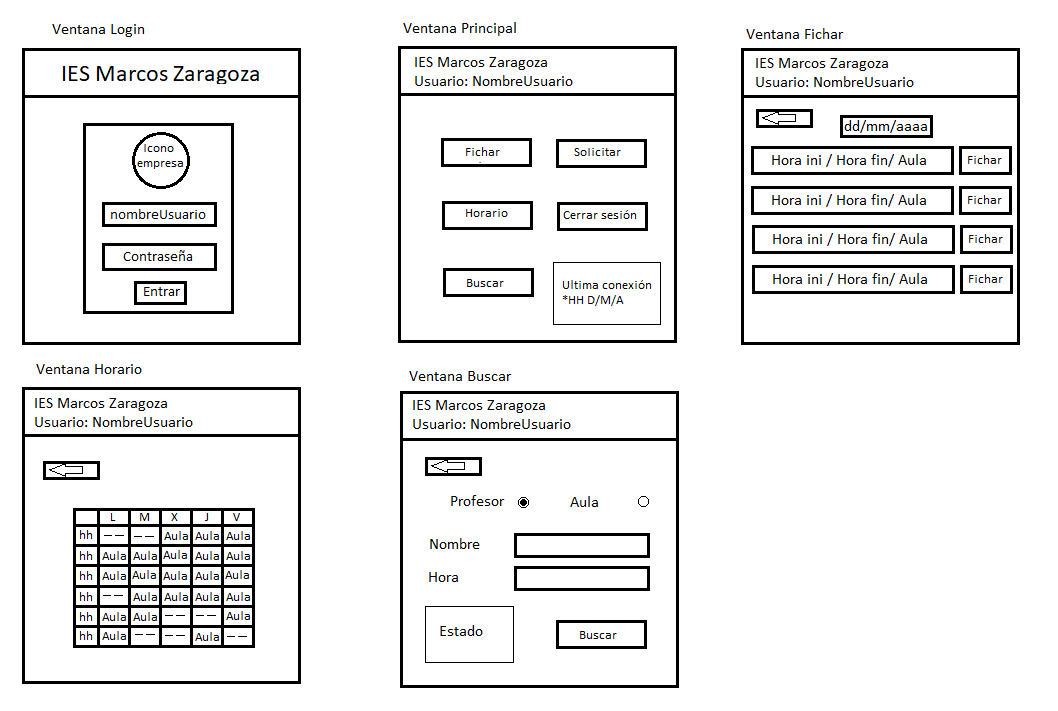 Ventana Login
IES Marcos Zaragoza
Icono
empresa
nombreUsuario
Contraseña
Entrar
Ventana Principal
IES Marcos Zaragoza
Usuario: NombreUsuario
Fichar
Solicitar
Horario
Cerrar sesión
Buscar
Ultima conexión
*HH D/M/A
Ventana Fichar
IES Marcos Zaragoza
Usuario: NombreUsuario
dd/mm/aaaa
Hora ini / Hora fin/ Aula Fichar
Hora ini / Hora fin/ Aula Fichar
Hora ini / Hora fin/ Aula Fichar
Hora ini / Hora fin/ Aula Fichar
Ventana Horario
IES Marcos Zaragoza
Usuario: NombreUsuario
L M X J V
hh —— —— Aula Aula Aula
hh Aula Aula Aula Aula Aula
hh Aula Aula Aula Aula Aula
hh —— Aula Aula Aula Aula
hh Aula Aula —— —— Aula
hh Aula —— —— Aula ——
Ventana Buscar
IES Marcos Zaragoza
Usuario: NombreUsuario
Profesor Aula
Nombre
Hora
Estado
Buscar